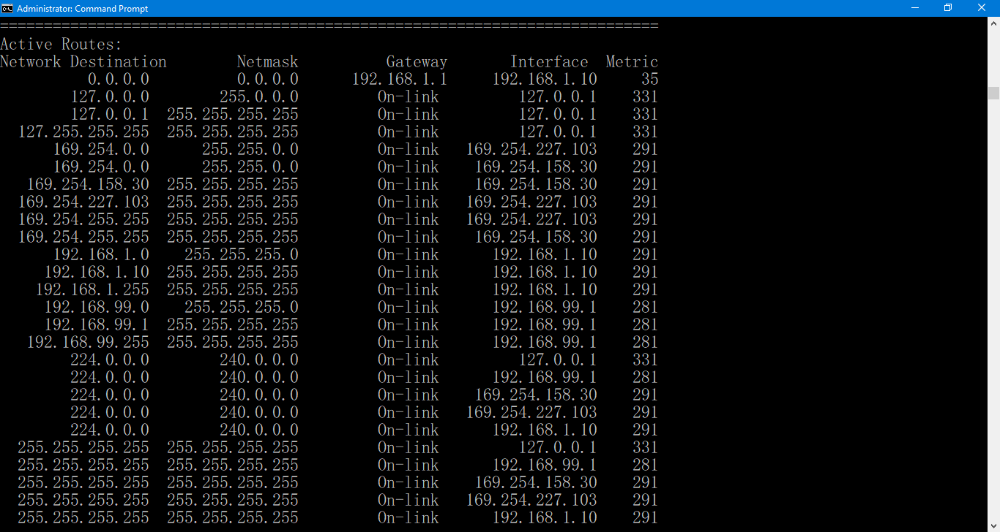 Administrator: Command Prompt
===========================================================================
Active Routes:
Network Destination        Netmask          Gateway       Interface  Metric
          0.0.0.0          0.0.0.0      192.168.1.1     192.168.1.10     35
        127.0.0.0        255.0.0.0         On-link         127.0.0.1    331
        127.0.0.1  255.255.255.255         On-link         127.0.0.1    331
  127.255.255.255  255.255.255.255         On-link         127.0.0.1    331
      169.254.0.0      255.255.0.0         On-link   169.254.227.103    291
      169.254.0.0      255.255.0.0         On-link    169.254.158.30    291
   169.254.158.30  255.255.255.255         On-link    169.254.158.30    291
  169.254.227.103  255.255.255.255         On-link   169.254.227.103    291
  169.254.255.255  255.255.255.255         On-link   169.254.227.103    291
  169.254.255.255  255.255.255.255         On-link    169.254.158.30    291
      192.168.1.0    255.255.255.0         On-link      192.168.1.10    291
     192.168.1.10  255.255.255.255         On-link      192.168.1.10    291
    192.168.1.255  255.255.255.255         On-link      192.168.1.10    291
     192.168.99.0    255.255.255.0         On-link      192.168.99.1    281
     192.168.99.1  255.255.255.255         On-link      192.168.99.1    281
   192.168.99.255  255.255.255.255         On-link      192.168.99.1    281
        224.0.0.0        240.0.0.0         On-link         127.0.0.1    331
        224.0.0.0        240.0.0.0         On-link      192.168.99.1    281
        224.0.0.0        240.0.0.0         On-link    169.254.158.30    291
        224.0.0.0        240.0.0.0         On-link   169.254.227.103    291
        224.0.0.0        240.0.0.0         On-link      192.168.1.10    291
  255.255.255.255  255.255.255.255         On-link         127.0.0.1    331
  255.255.255.255  255.255.255.255         On-link      192.168.99.1    281
  255.255.255.255  255.255.255.255         On-link    169.254.158.30    291
  255.255.255.255  255.255.255.255         On-link   169.254.227.103    291
  255.255.255.255  255.255.255.255         On-link      192.168.1.10    291